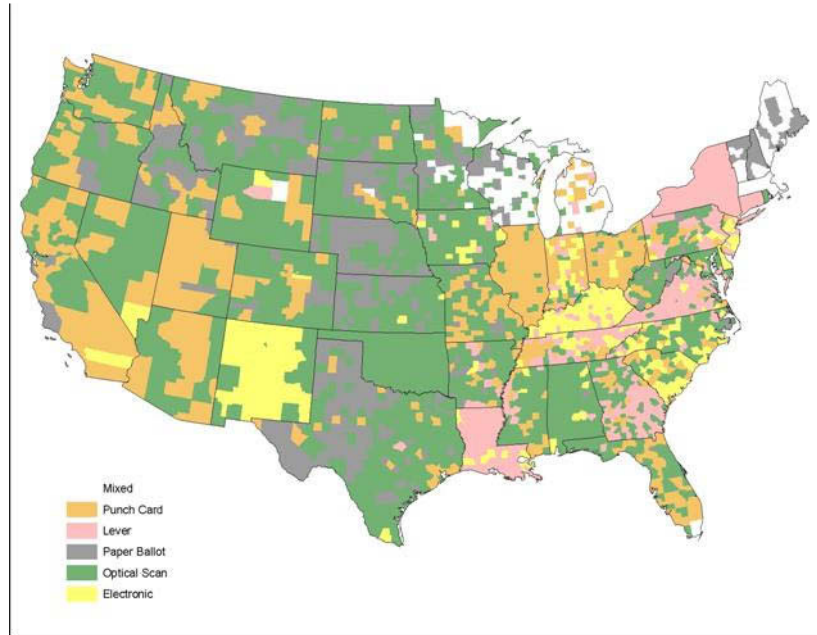 Mixed
Punch Card
Lever
Paper Ballot
Optical Scan
Electronic